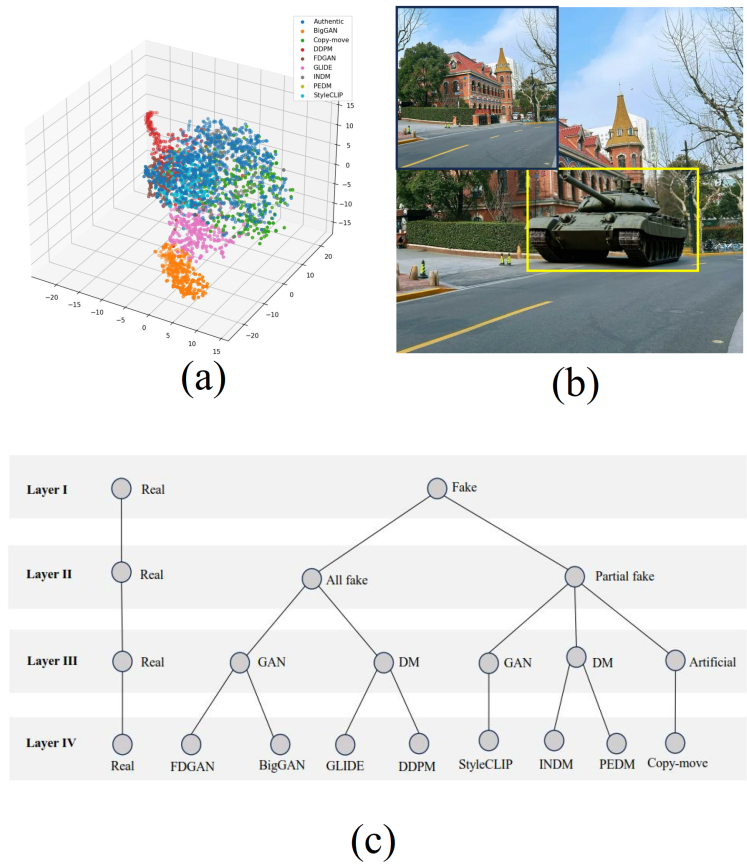 Authentic
BigGAN
Copy-move
DDPM
FDGAN
GLIDE
INDM
PEDM
StyleCLIP
15
10
5
0
−5
−10
−15
20
10
0
−10
−20
−20
−15
−10
−5
0
5
10
15
(a)
(b)
Layer I
Real
Fake
Layer II
Real
All fake
Partial fake
Layer III
Real
GAN
DM
GAN
DM
Artificial
Layer IV
Real
FDGAN
BigGAN
GLIDE
DDPM
StyleCLIP
INDM
PEDM
Copy-move
(c)